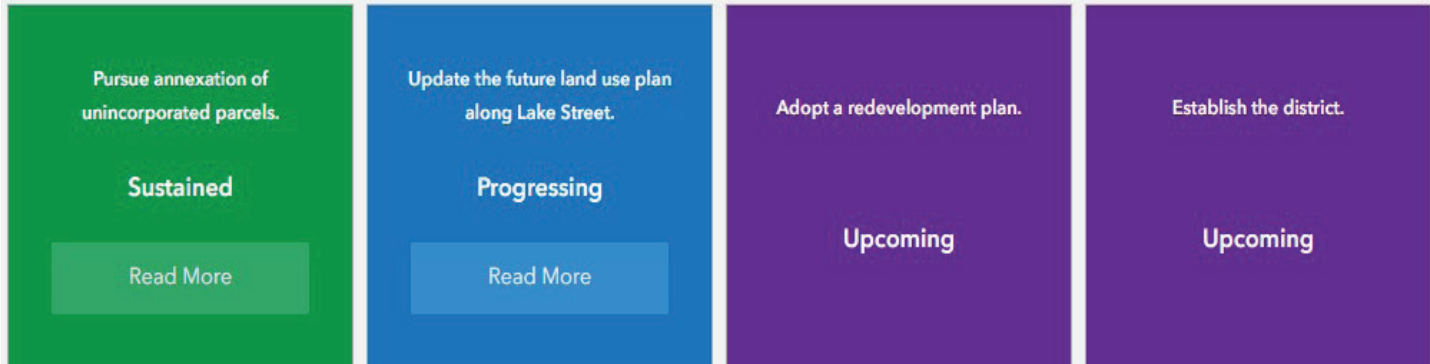 Pursue annexation of
unincorporated parcels.
Sustained
Read More
Update the future land use plan
along Lake Street.
Progressing
Read More
Adopt a redevelopment plan.
Upcoming
Establish the district.
Upcoming